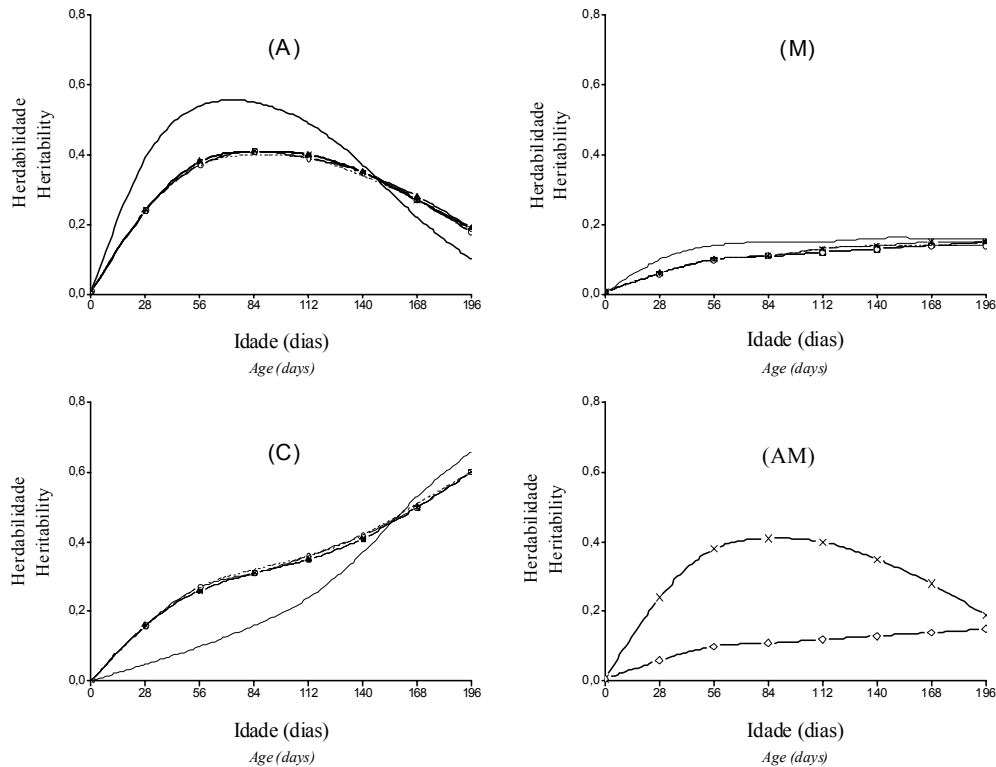 (A)
0,8
0,6
0,4
0,2
0,0
Herdabilidade
Heritability
0 28 56 84 112 140 168 196
Idade (dias)
Age (days)
(M)
0,8
0,6
0,4
0,2
0,0
Herdabilidade
Heritability
0 28 56 84 112 140 168 196
Idade (dias)
Age (days)
(C)
0,8
0,6
0,4
0,2
0,0
Herdabilidade
Heritability
0 28 56 84 112 140 168 196
Idade (dias)
Age (days)
(AM)
0,8
0,6
0,4
0,2
0,0
Herdabilidade
Heritability
0 28 56 84 112 140 168 196
Idade (dias)
Age (days)